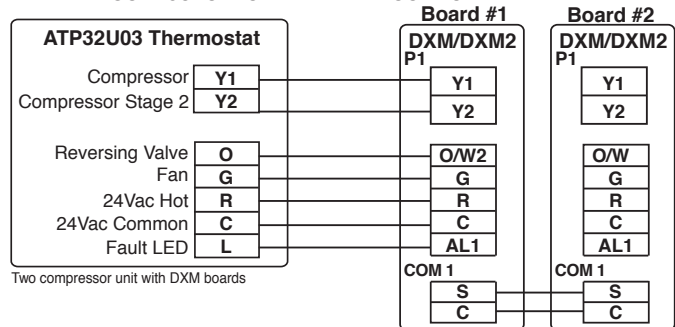 Board #1 Board #2
ATP32U03 Thermostat
DXM/DXM2 DXM/DXM2
P1 P1
Compressor Y1 Y1 Y1
Compressor Stage 2 Y2 Y2 Y2
Reversing Valve O O/W2 O/W
Fan G G G
24Vac Hot R R R
24Vac Common C C C
Fault LED L AL1 AL1
Two compressor unit with DXM boards
COM 1 COM 1
S S
C C